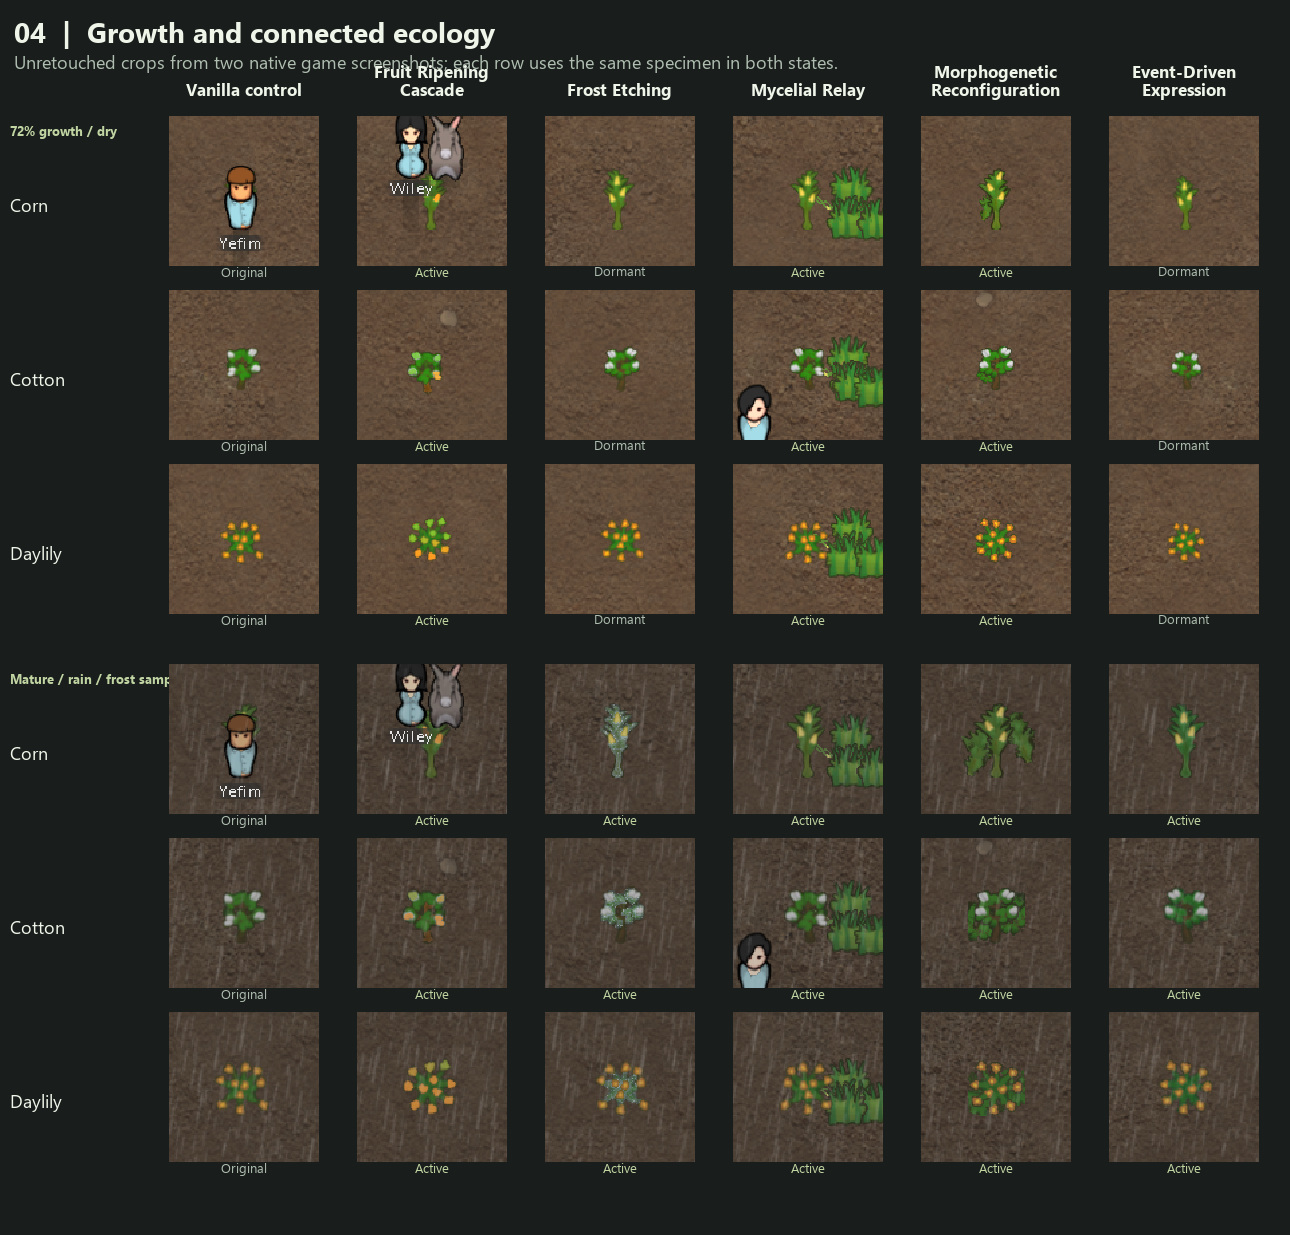 04 | Growth and connected ecology
Unretouched crops from two native game screenshots; each row uses the same specimen in both states.
Vanilla control
Fruit Ripening
Cascade
Frost Etching
Mycelial Relay
Morphogenetic
Reconfiguration
Event-Driven
Expression
72% growth / dry
Corn
Yefim
Wiley
Original
Active
Dormant
Active
Active
Dormant
Cotton
Original
Active
Dormant
Active
Active
Dormant
Daylily
Original
Active
Dormant
Active
Active
Dormant
Mature / rain / frost samp
Corn
Yefim
Wiley
Original
Active
Active
Active
Active
Active
Cotton
Original
Active
Active
Active
Active
Active
Daylily
Original
Active
Active
Active
Active
Active